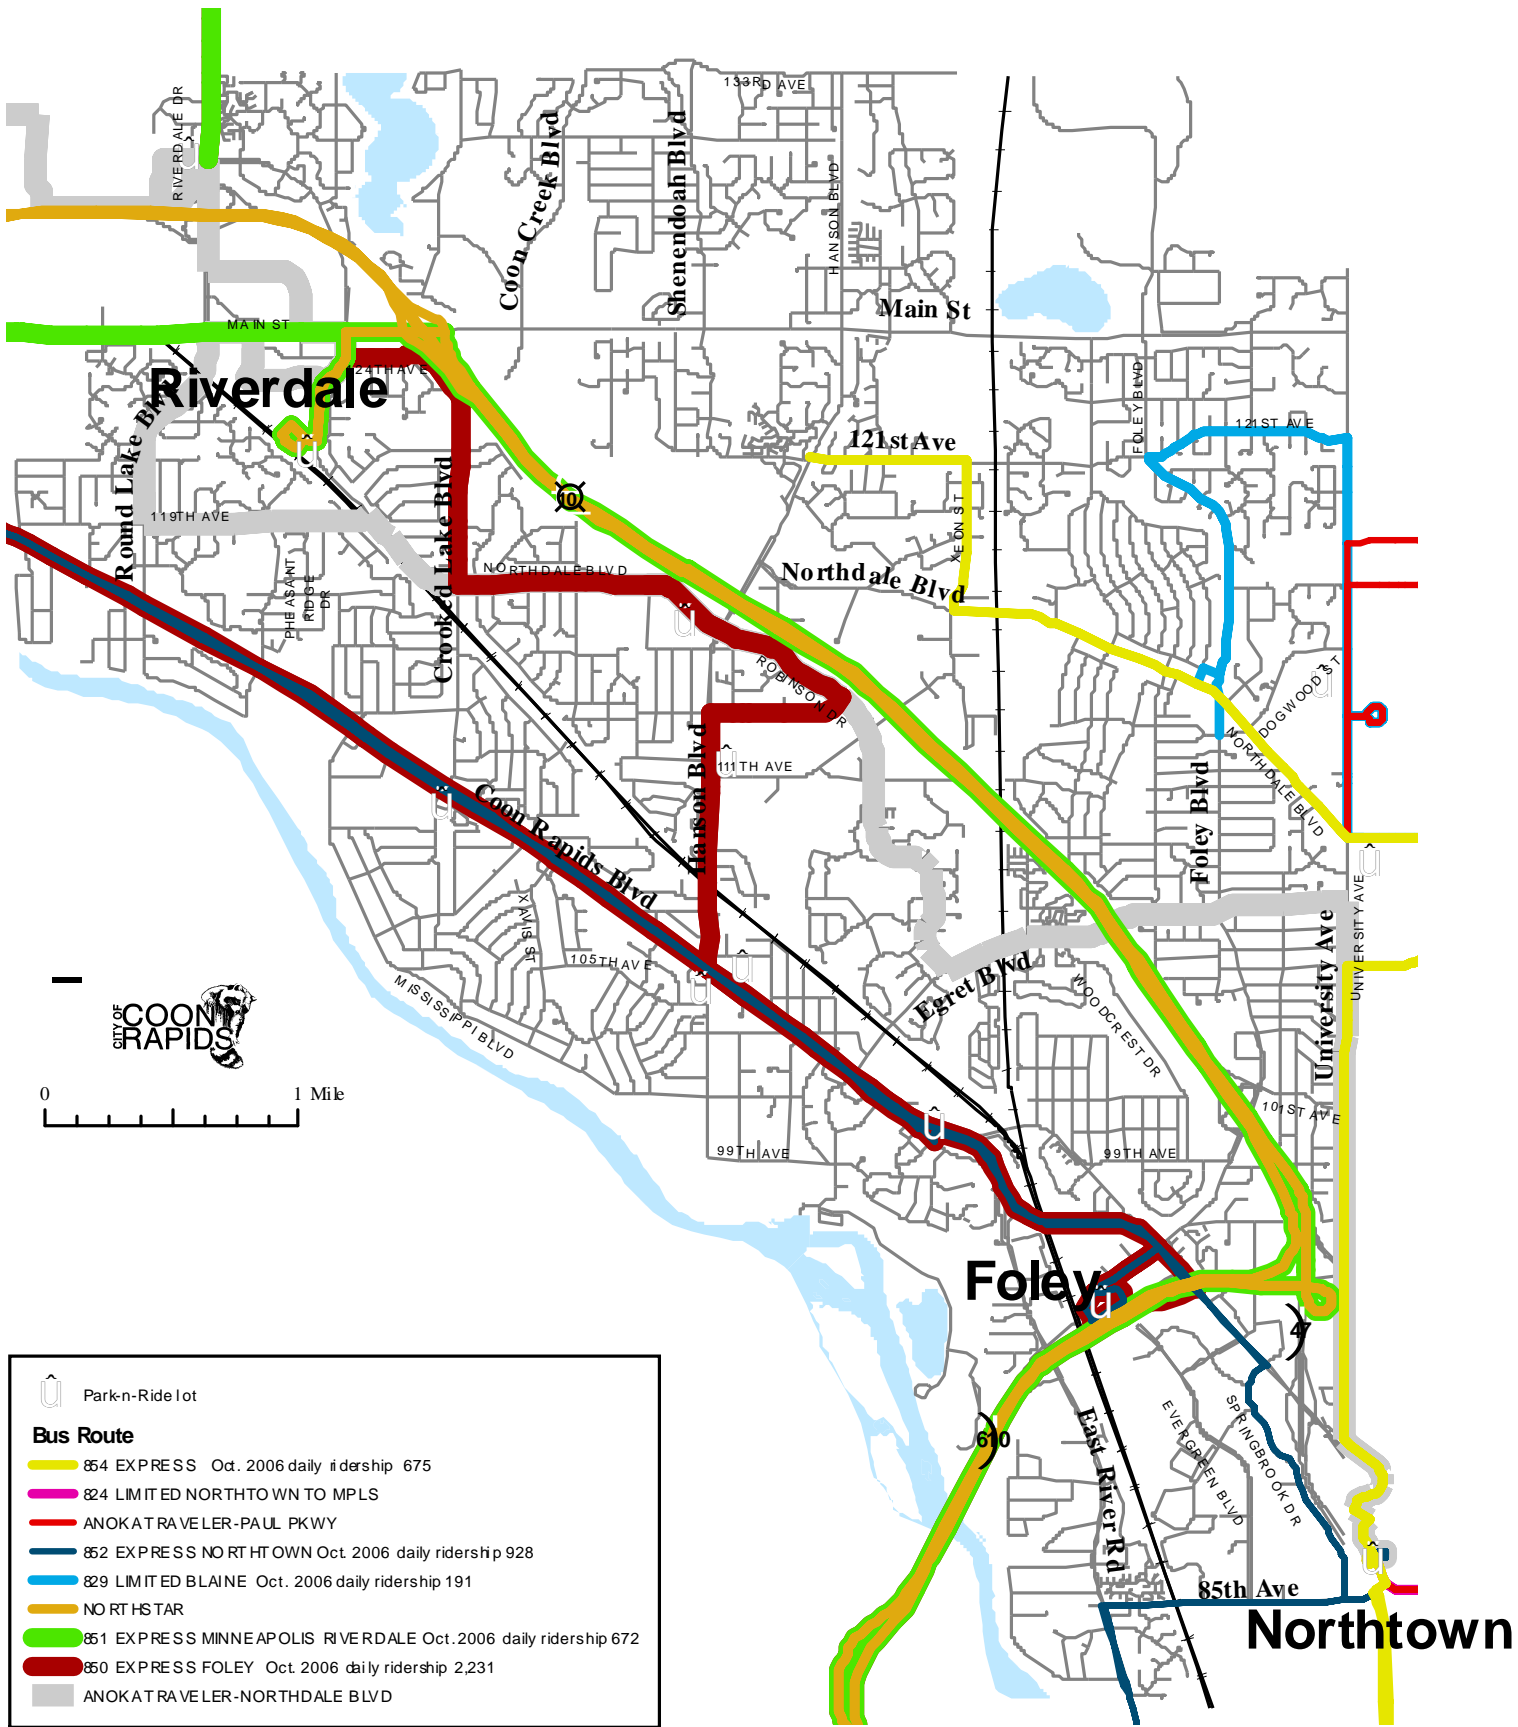 133RD AVE
RIVERDALE DR
Coon Creek Blvd
Shenendoah Blvd
HANSON BLVD
Main St
MAIN ST
124TH AVE
Riverdale
Round Lake Blvd
FOLEY BLVD
121ST AVE
121st Ave
10
XEON ST
119TH AVE
Crooked Lake Blvd
NORTHDALE BLVD
Northdale Blvd
PHEASANT
RIDGE
DR
ROBINSON DR
DOGWOOD ST
NORTHDALE BLVD
Hanson Blvd
111TH AVE
Foley Blvd
Coon Rapids Blvd
XAVIS ST
105TH AVE
UNIVERSITY AVE
University Ave
Egret Blvd
WOODCREST DR
MISSISSIPPI BLVD
CITY OF
COON
RAPIDS
0 1 Mile
101ST AVE
99TH AVE
99TH AVE
Foley
47
610
East River Rd
EVERGREEN BLVD
SPRINGBROOK DR
85th Ave
Northtown
û Park-n-Ride lot
Bus Route
854 EXPRESS Oct. 2006 daily ridership 675
824 LIMITED NORTHTOWN TO MPLS
ANOKA TRAVELER-PAUL PKWY
852 EXPRESS NORTHTOWN Oct. 2006 daily ridership 928
829 LIMITED BLAINE Oct. 2006 daily ridership 191
NORTHSTAR
851 EXPRESS MINNEAPOLIS RIVERDALE Oct. 2006 daily ridership 672
850 EXPRESS FOLEY Oct. 2006 daily ridership 2,231
ANOKA TRAVELER-NORTHDALE BLVD